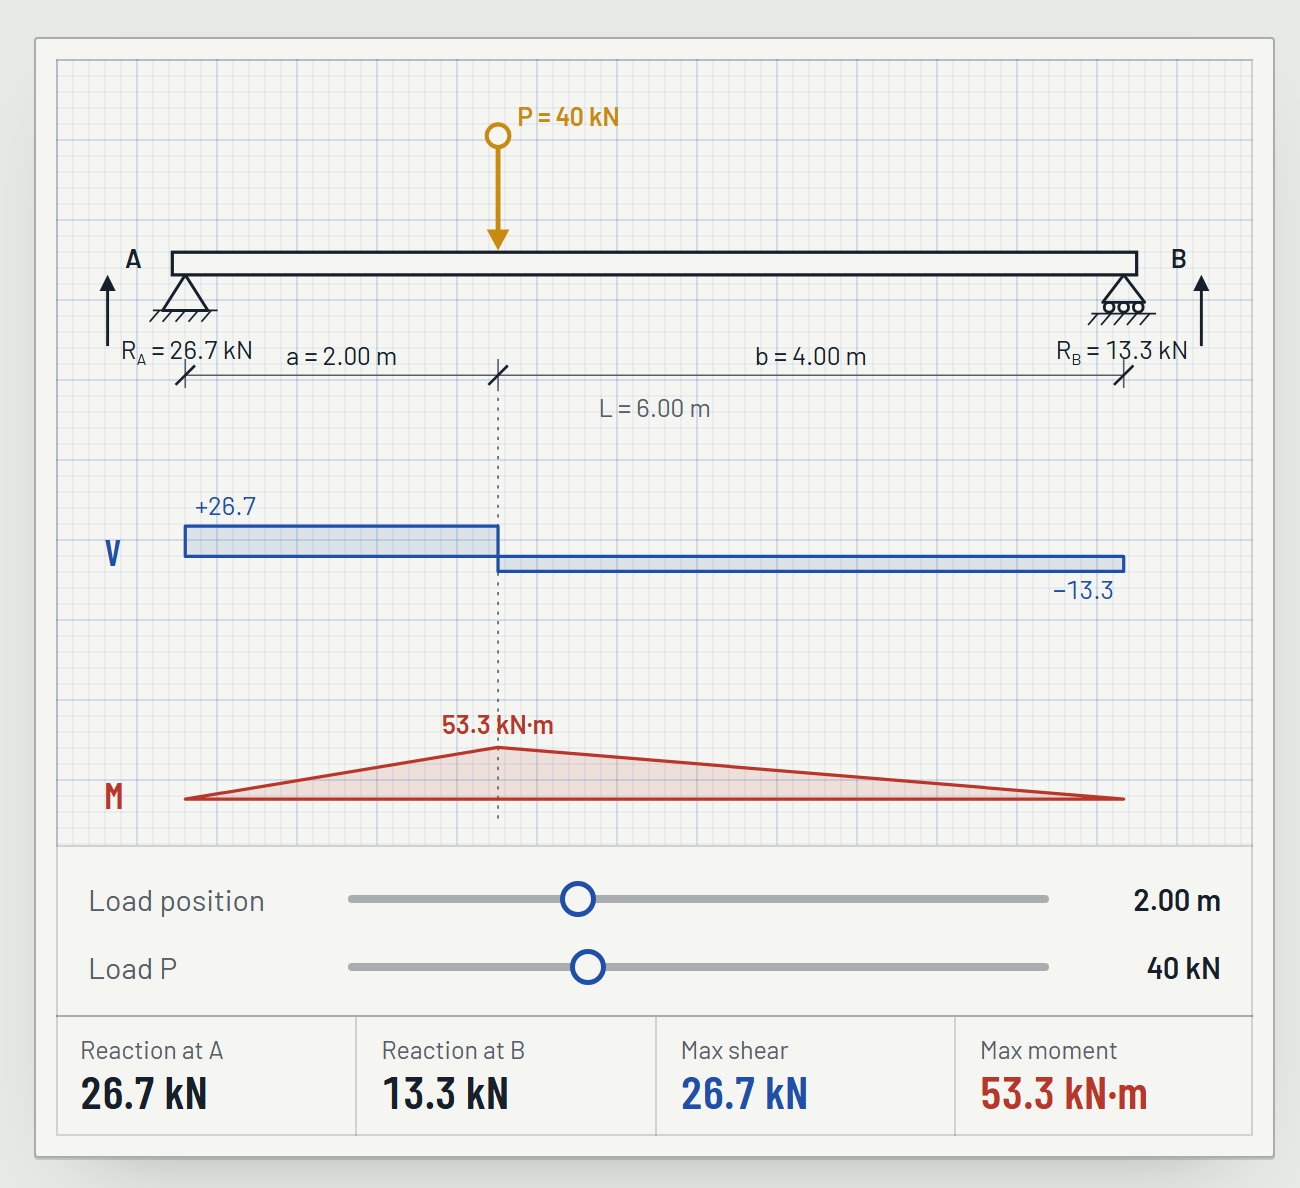 P = 40 kN
A
B
R_A = 26.7 kN
a = 2.00 m
b = 4.00 m
R_B = 13.3 kN
L = 6.00 m
+26.7
V
−13.3
53.3 kN·m
M
Load position
2.00 m
Load P
40 kN
Reaction at A
26.7 kN
Reaction at B
13.3 kN
Max shear
26.7 kN
Max moment
53.3 kN·m